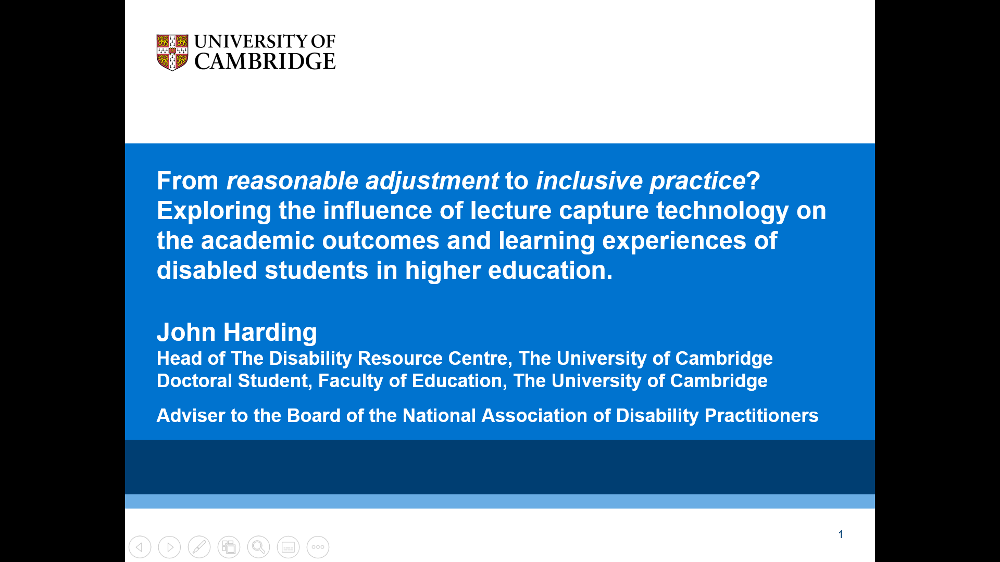 UNIVERSITY OF
CAMBRIDGE
From reasonable adjustment to inclusive practice?
Exploring the influence of lecture capture technology on
the academic outcomes and learning experiences of
disabled students in higher education.
John Harding
Head of The Disability Resource Centre, The University of Cambridge
Doctoral Student, Faculty of Education, The University of Cambridge
Adviser to the Board of the National Association of Disability Practitioners
1